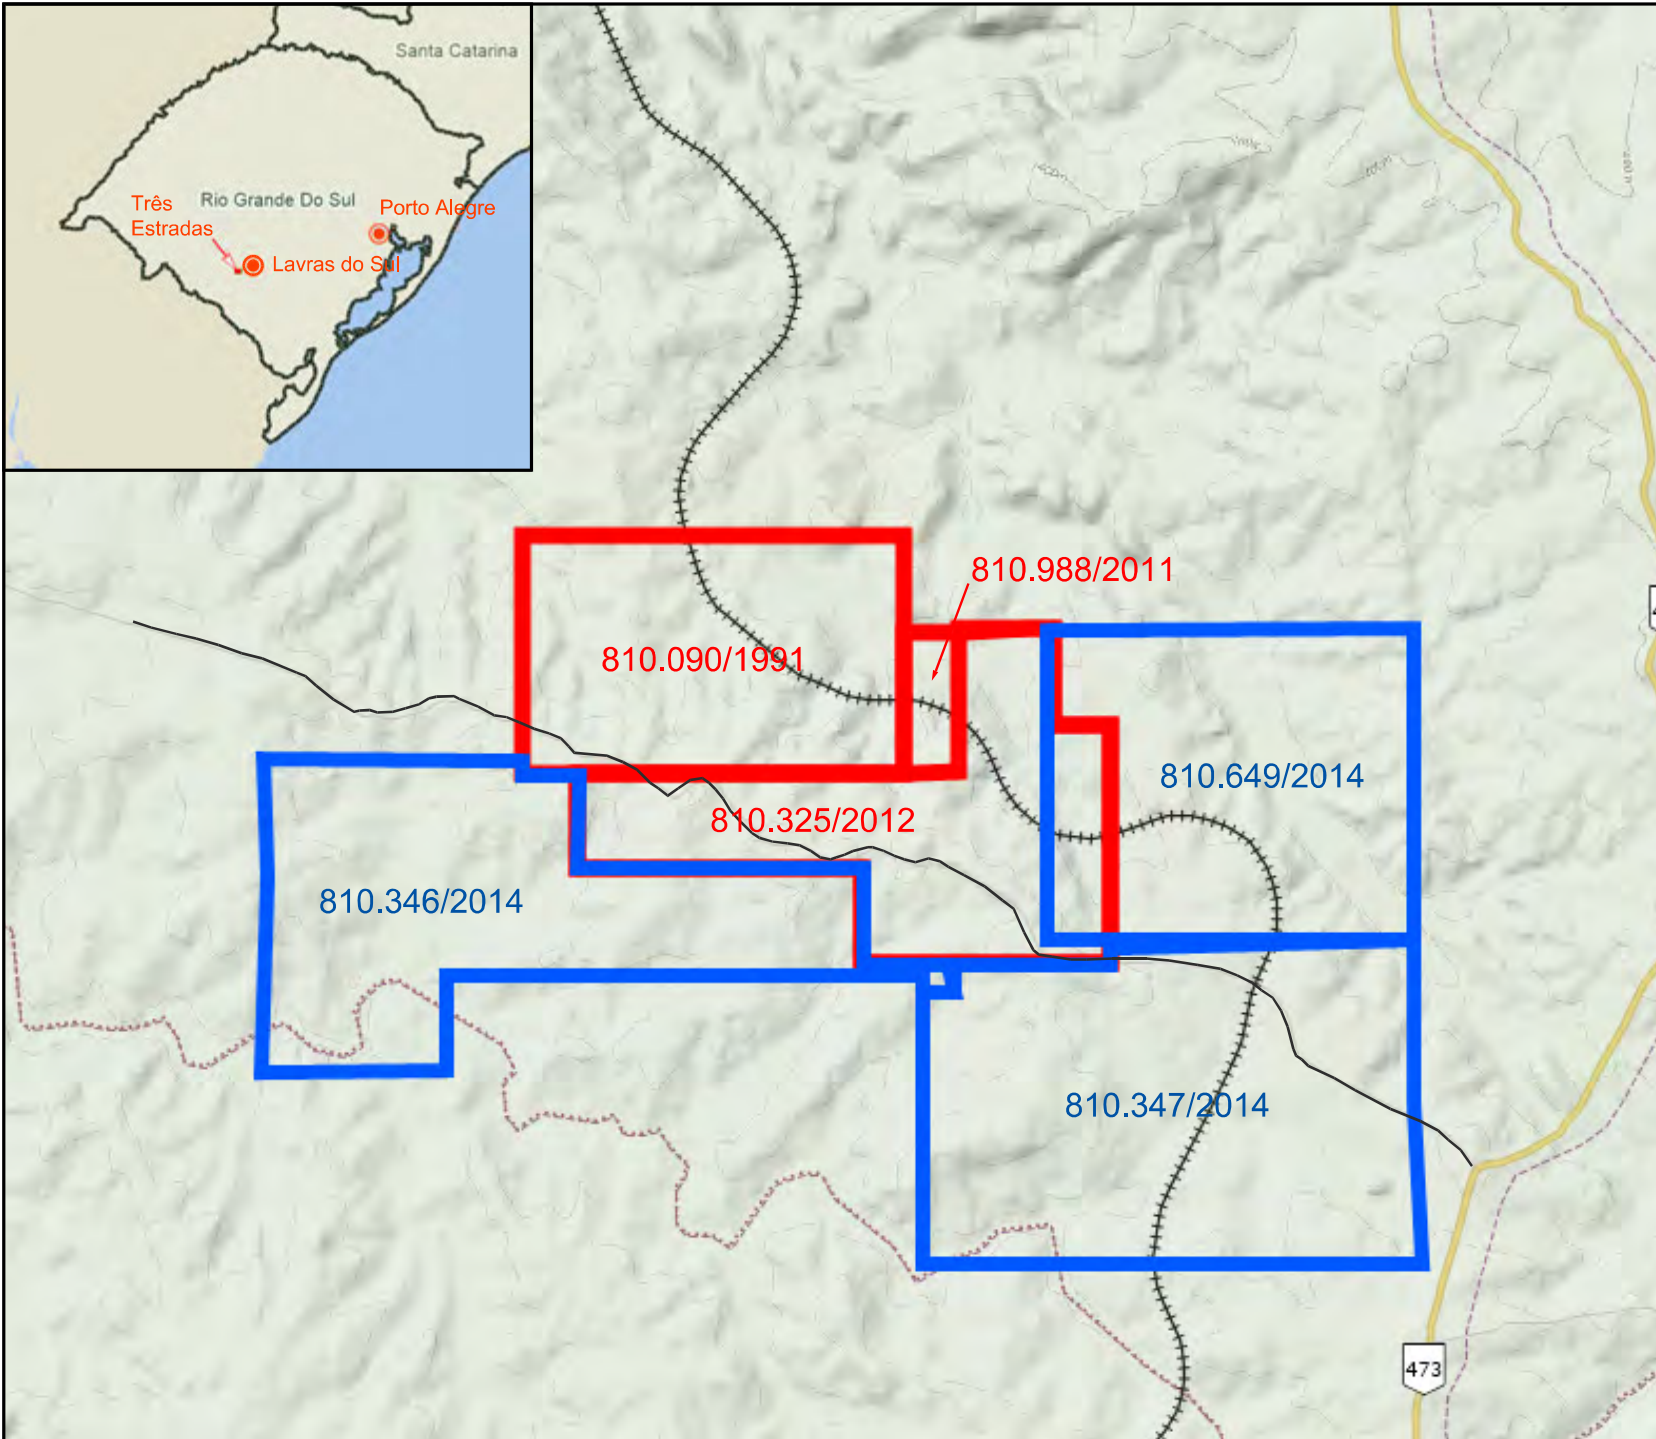 Santa Catarina
Rio Grande Do Sul
Três
Estradas
Porto Alegre
Lavras do Sul
810.988/2011
810.090/1991
810.649/2014
810.325/2012
810.346/2014
810.347/2014
473